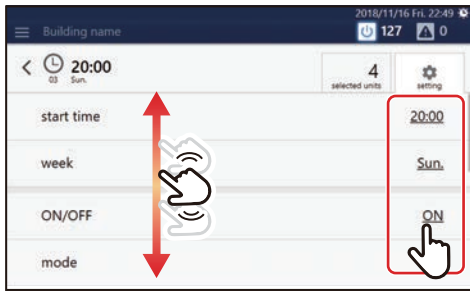 2018/11/16 Fri. 22:49
Building name
127
0
20:00
03 Sun.
4
selected units
setting
start time
20:00
week
Sun.
ON/OFF
ON
mode